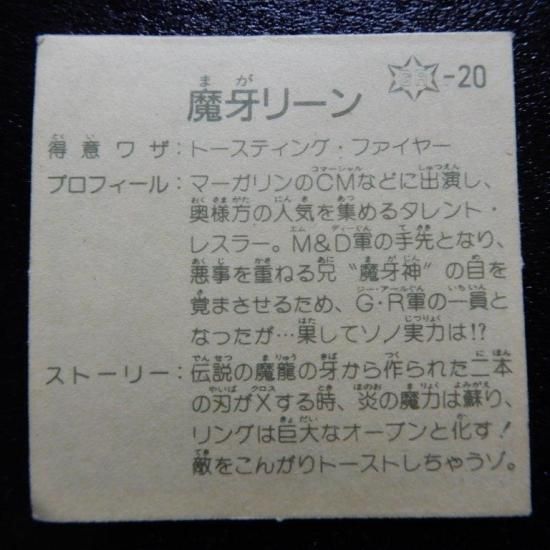 魔牙リーン -20
得意ワザ:トースティング・ファイヤー
プロフィール:マーガリンのCMなどに出演し、
奥様方の人気を集めるタレント・
レスラー。M&D軍の手先となり、
悪事を重ねる兄“魔牙神”の目を
覚まさせるため、G・R軍の一員と
なったが…果してソノ実力は!?
ストーリー:伝説の魔龍の牙から作られた二本
の刃がXする時、炎の魔力は蘇り、
リングは巨大なオーブンと化す!
敵をこんがりトーストしちゃうゾ。